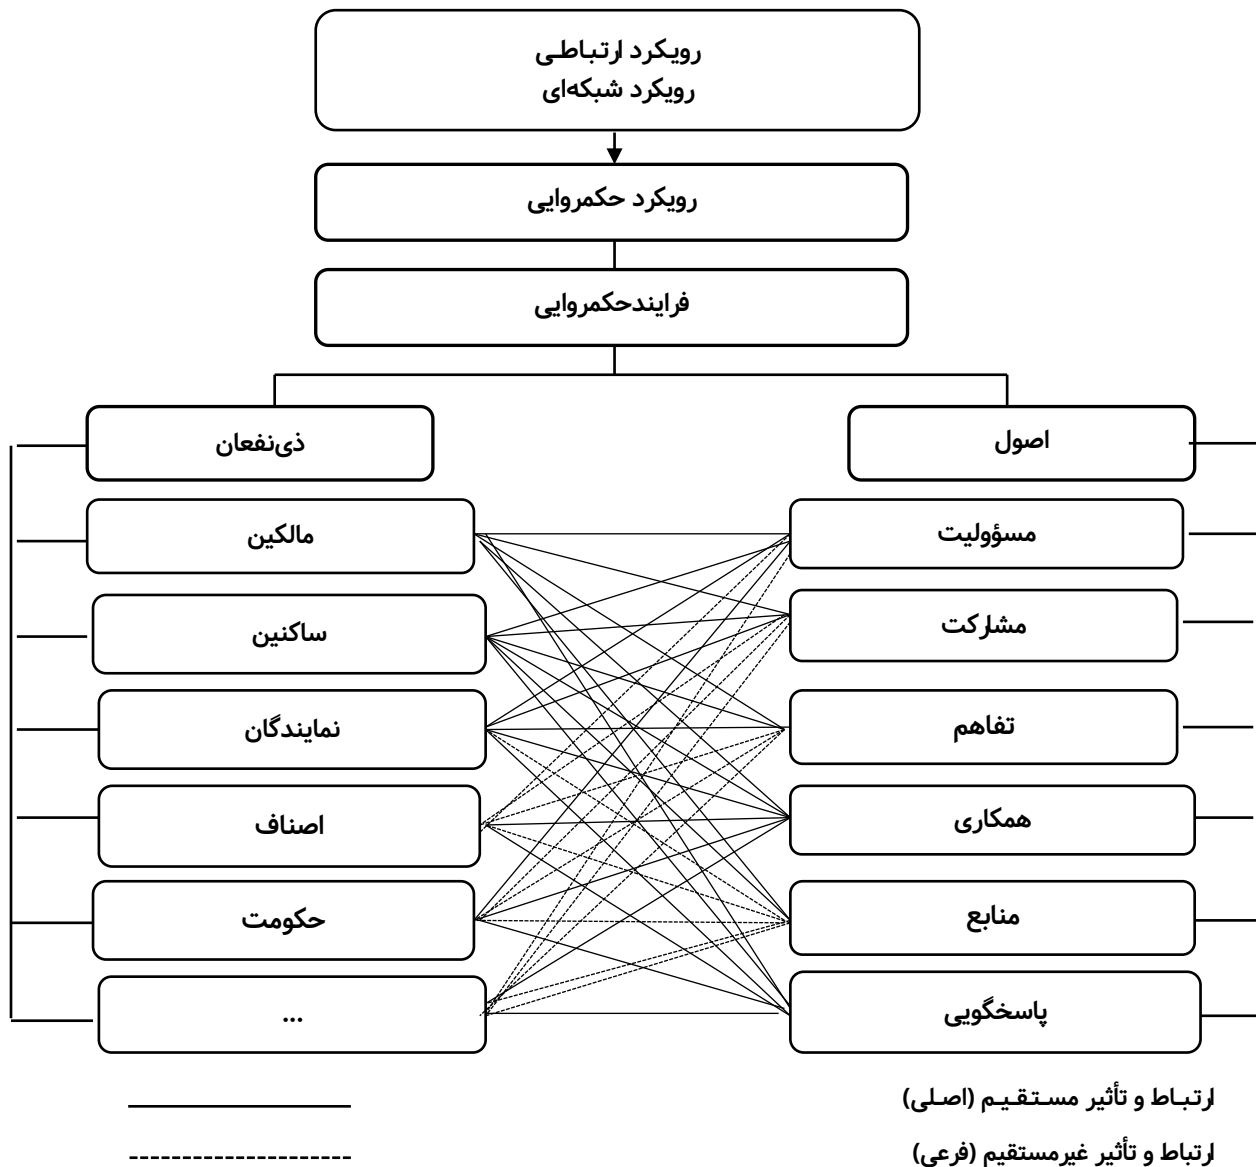 رویکرد ارتباطی
رویکرد شبکه‌ای
رویکرد حکمروایی
فرایندحکمروایی
اصول
ذی‌نفعان
مسؤولیت
مالکین
مشارکت
ساکنین
تفاهم
نمایندگان
همکاری
اصناف
منابع
حکومت
پاسخگویی
...
ارتباط و تأثیر مستقیم (اصلی)
ارتباط و تأثیر غیرمستقیم (فرعی)